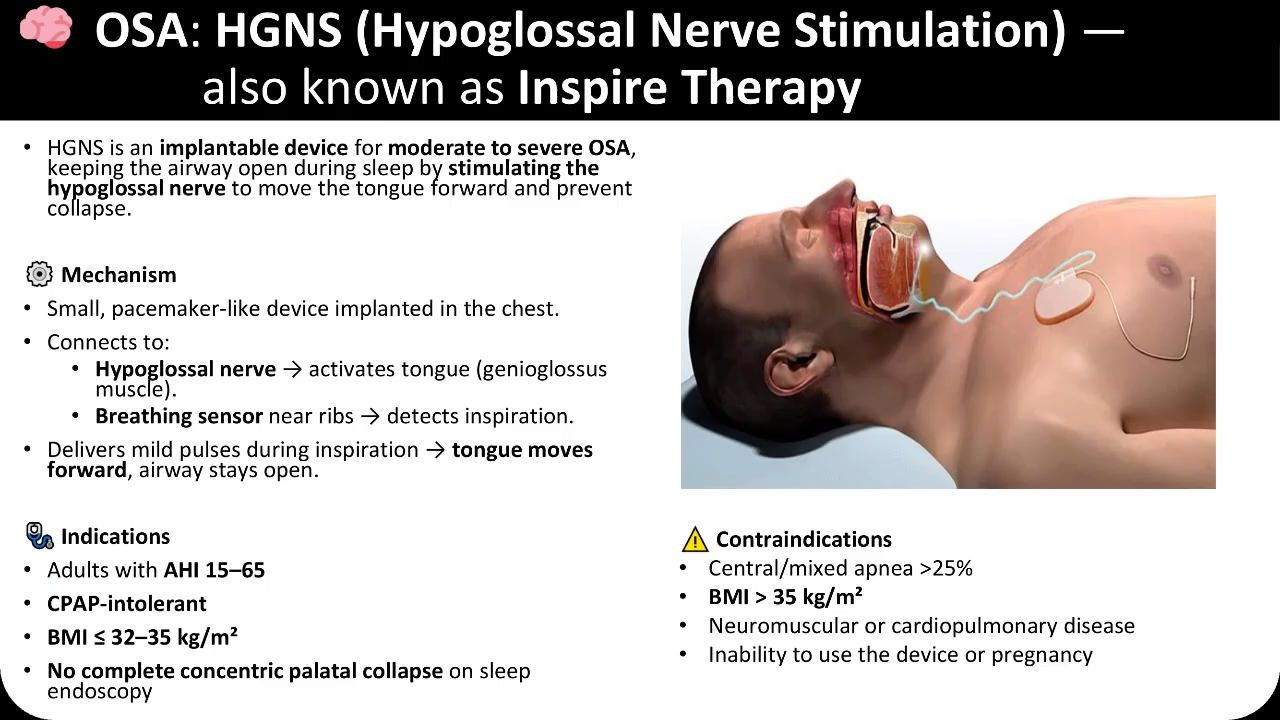 OSA: HGNS (Hypoglossal Nerve Stimulation) —
also known as Inspire Therapy
• HGNS is an implantable device for moderate to severe OSA,
keeping the airway open during sleep by stimulating the
hypoglossal nerve to move the tongue forward and prevent
collapse.
Mechanism
• Small, pacemaker-like device implanted in the chest.
• Connects to:
• Hypoglossal nerve → activates tongue (genioglossus
muscle).
• Breathing sensor near ribs → detects inspiration.
• Delivers mild pulses during inspiration → tongue moves
forward, airway stays open.
Indications
• Adults with AHI 15–65
• CPAP-intolerant
• BMI ≤ 32–35 kg/m²
• No complete concentric palatal collapse on sleep
endoscopy
Contraindications
• Central/mixed apnea >25%
• BMI > 35 kg/m²
• Neuromuscular or cardiopulmonary disease
• Inability to use the device or pregnancy